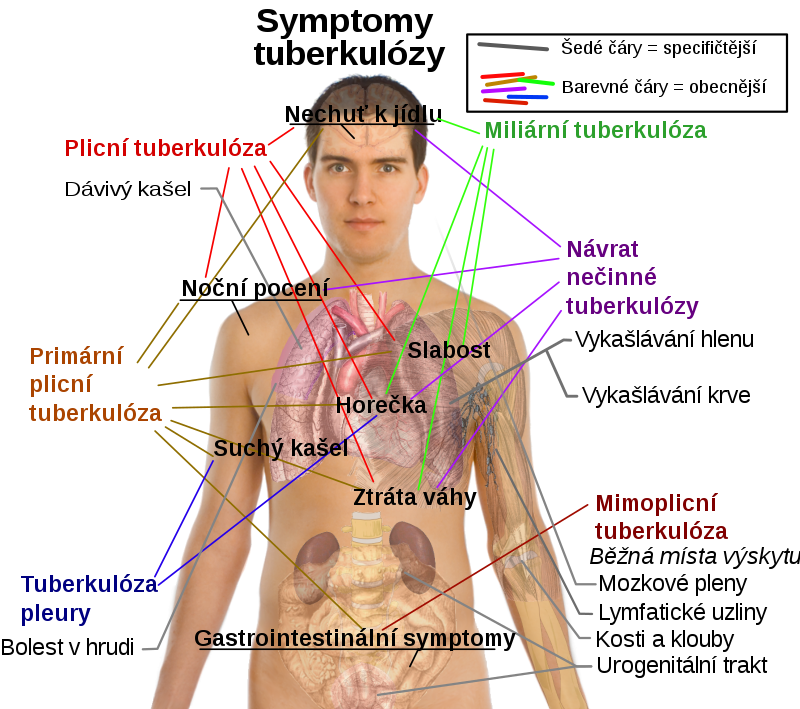 Symptomy
tuberkulózy
Šedé čáry = specifičtější
Barevné čáry = obecnější
Nechuť k jídlu
Miliární tuberkulóza
Plicní tuberkulóza
Dávivý kašel
Návrat
nečinné
tuberkulózy
Noční pocení
Vykašlávání hlenu
Slabost
Primární
plicní
tuberkulóza
Vykašlávání krve
Horečka
Suchý kašel
Ztráta váhy
Mimoplicní
tuberkulóza
Běžná místa výskytu
Tuberkulóza
pleury
Mozkové pleny
Lymfatické uzliny
Bolest v hrudi
Gastrointestinální symptomy
Kosti a klouby
Urogenitální trakt